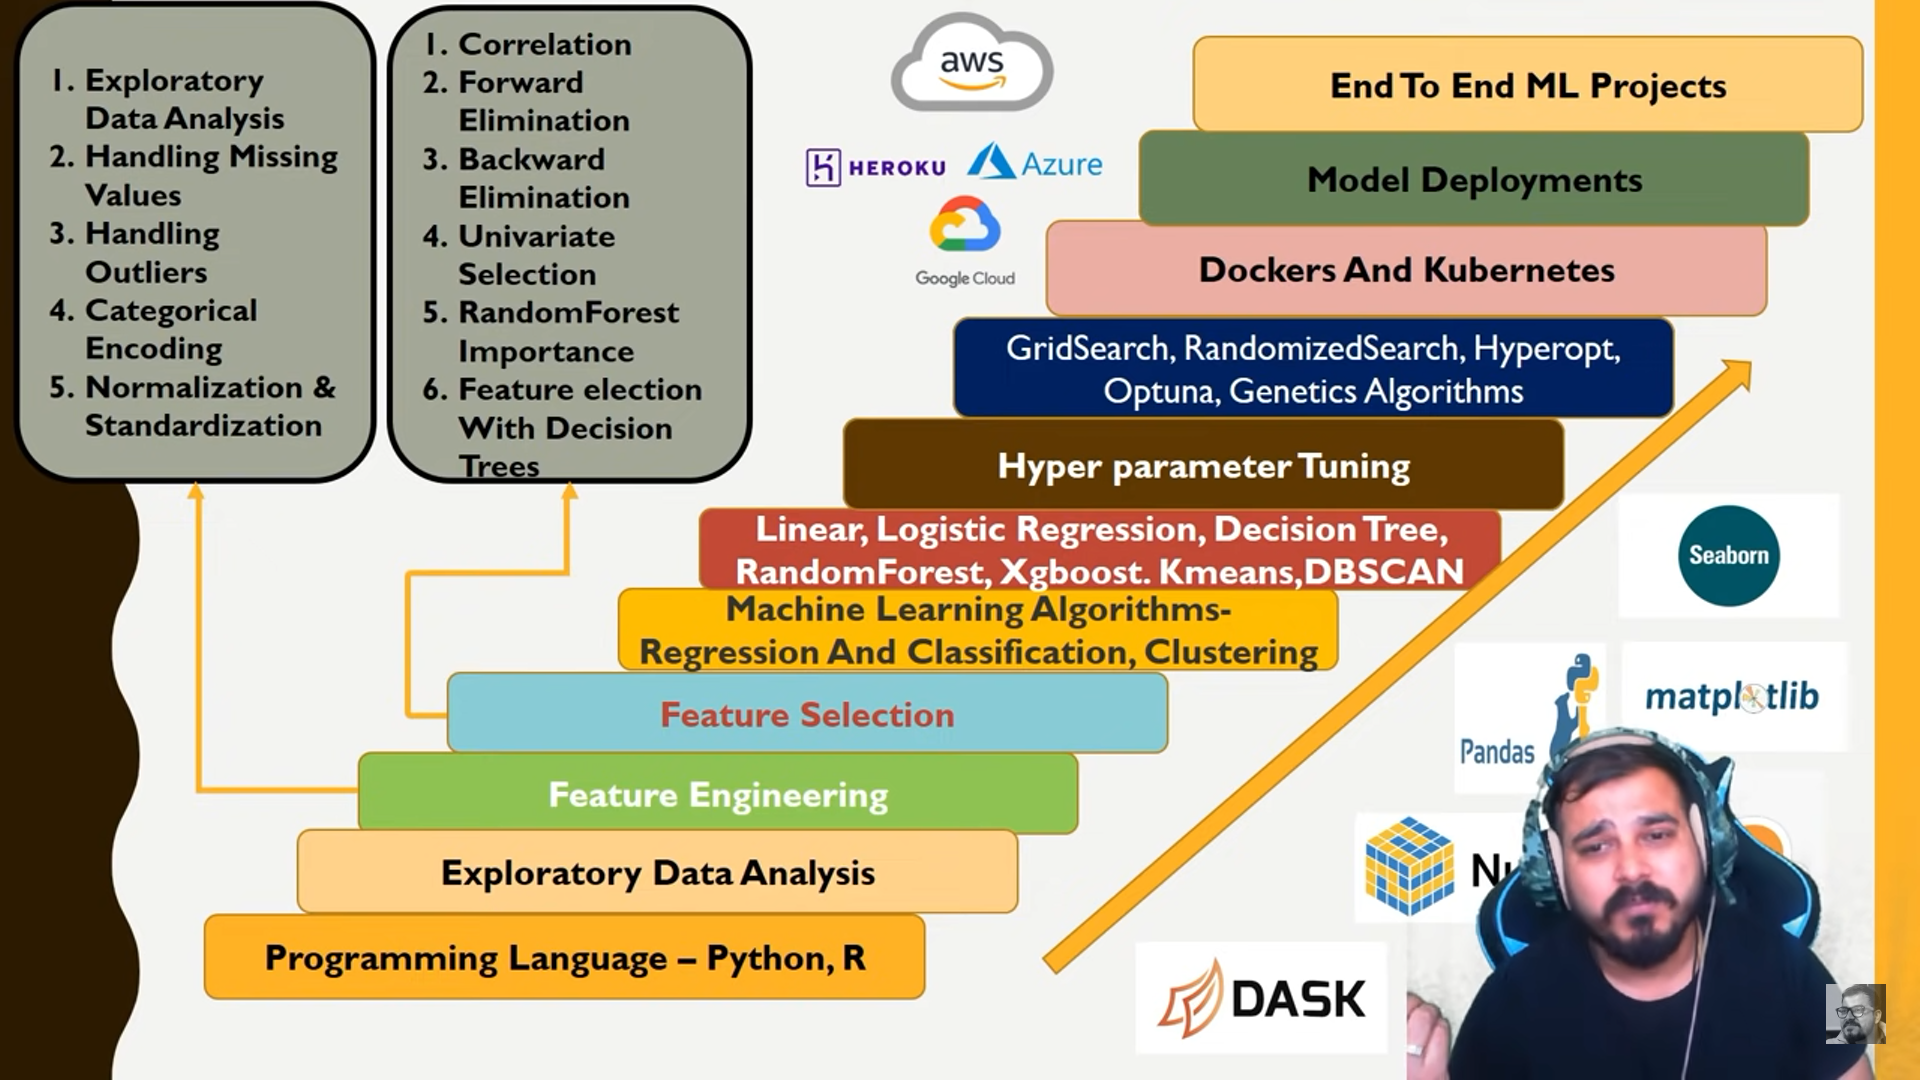 1. Exploratory
Data Analysis
2. Handling Missing
Values
3. Handling
Outliers
4. Categorical
Encoding
5. Normalization &
Standardization
1. Correlation
2. Forward
Elimination
3. Backward
Elimination
4. Univariate
Selection
5. RandomForest
Importance
6. Feature election
With Decision
Trees
aws
HEROKU
Azure
Google Cloud
End To End ML Projects
Model Deployments
Dockers And Kubernetes
GridSearch, RandomizedSearch, Hyperopt,
Optuna, Genetics Algorithms
Hyper parameter Tuning
Linear, Logistic Regression, Decision Tree,
RandomForest, Xgboost. Kmeans,DBSCAN
Machine Learning Algorithms-
Regression And Classification, Clustering
Feature Selection
Feature Engineering
Exploratory Data Analysis
Programming Language – Python, R
Seaborn
matplotlib
Pandas
DASK